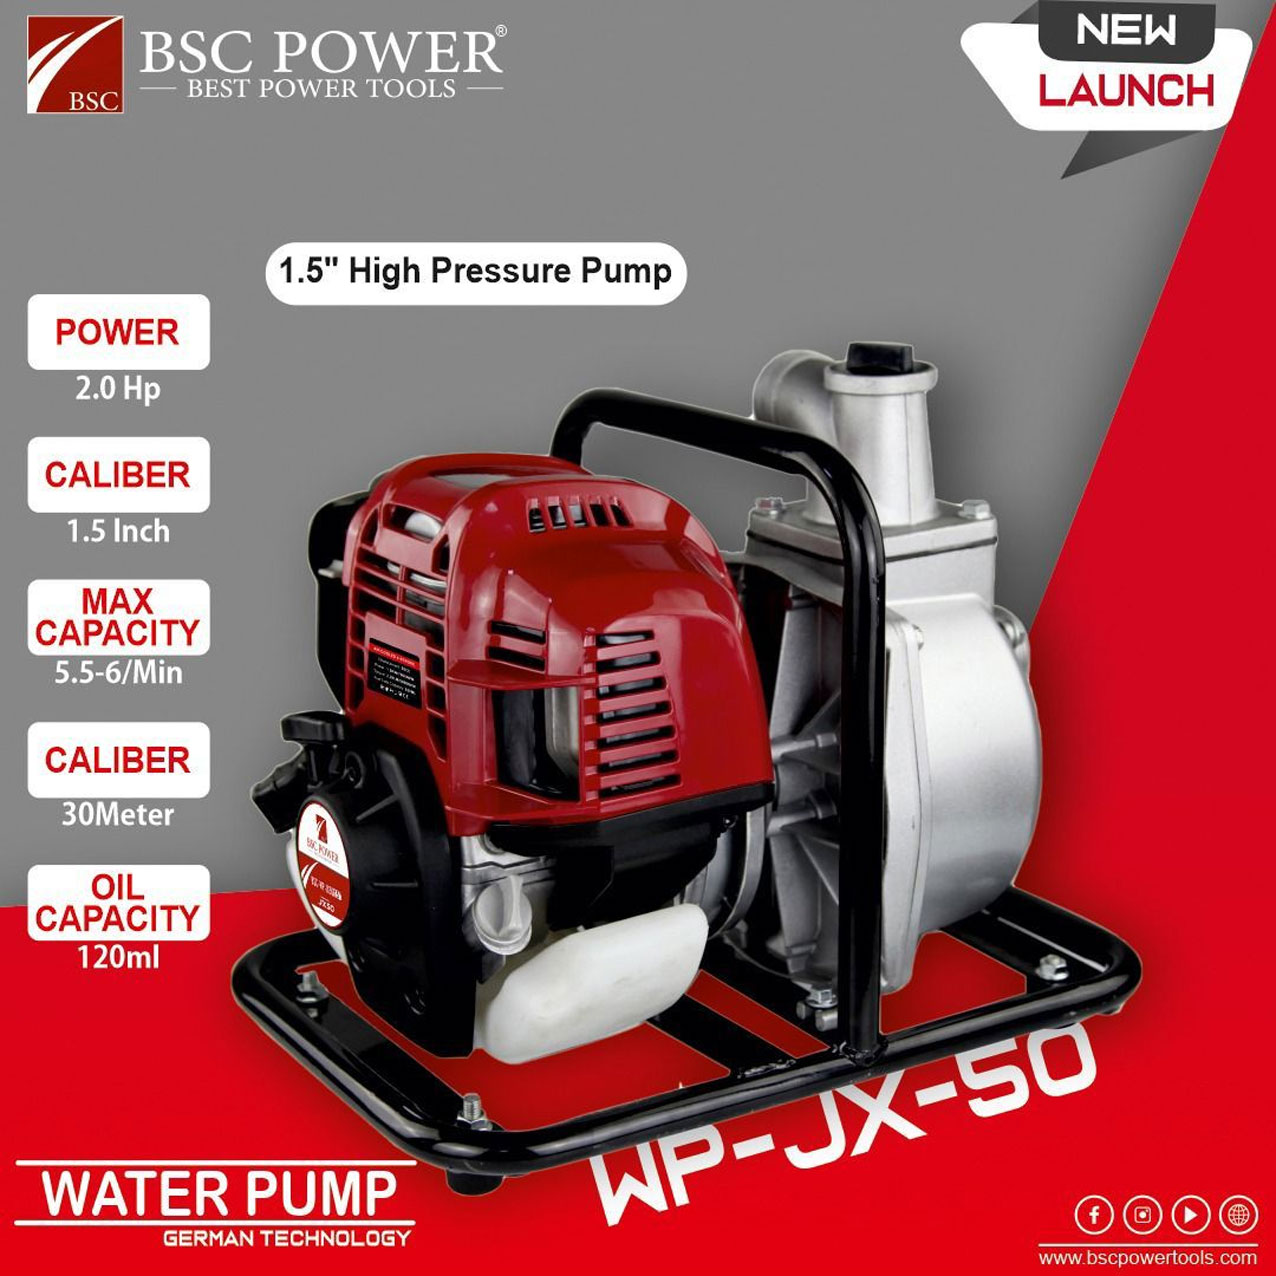 BSC
BSC POWER®
BEST POWER TOOLS
NEW
LAUNCH
1.5" High Pressure Pump
POWER
2.0 Hp
CALIBER
1.5 Inch
MAX
CAPACITY
5.5-6/Min
CALIBER
30Meter
OIL
CAPACITY
120ml
BSC POWER
JX50
WP-JX-50
WATER PUMP
GERMAN TECHNOLOGY
www.bscpowertools.com